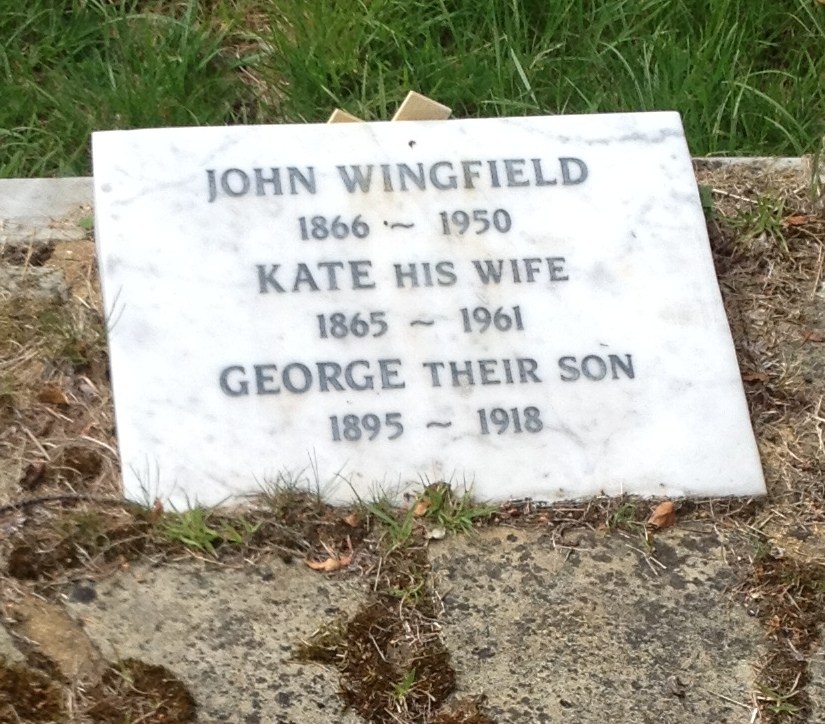 JOHN WINGFIELD
1866 ~ 1950
KATE HIS WIFE
1865 ~ 1961
GEORGE THEIR SON
1895 ~ 1918